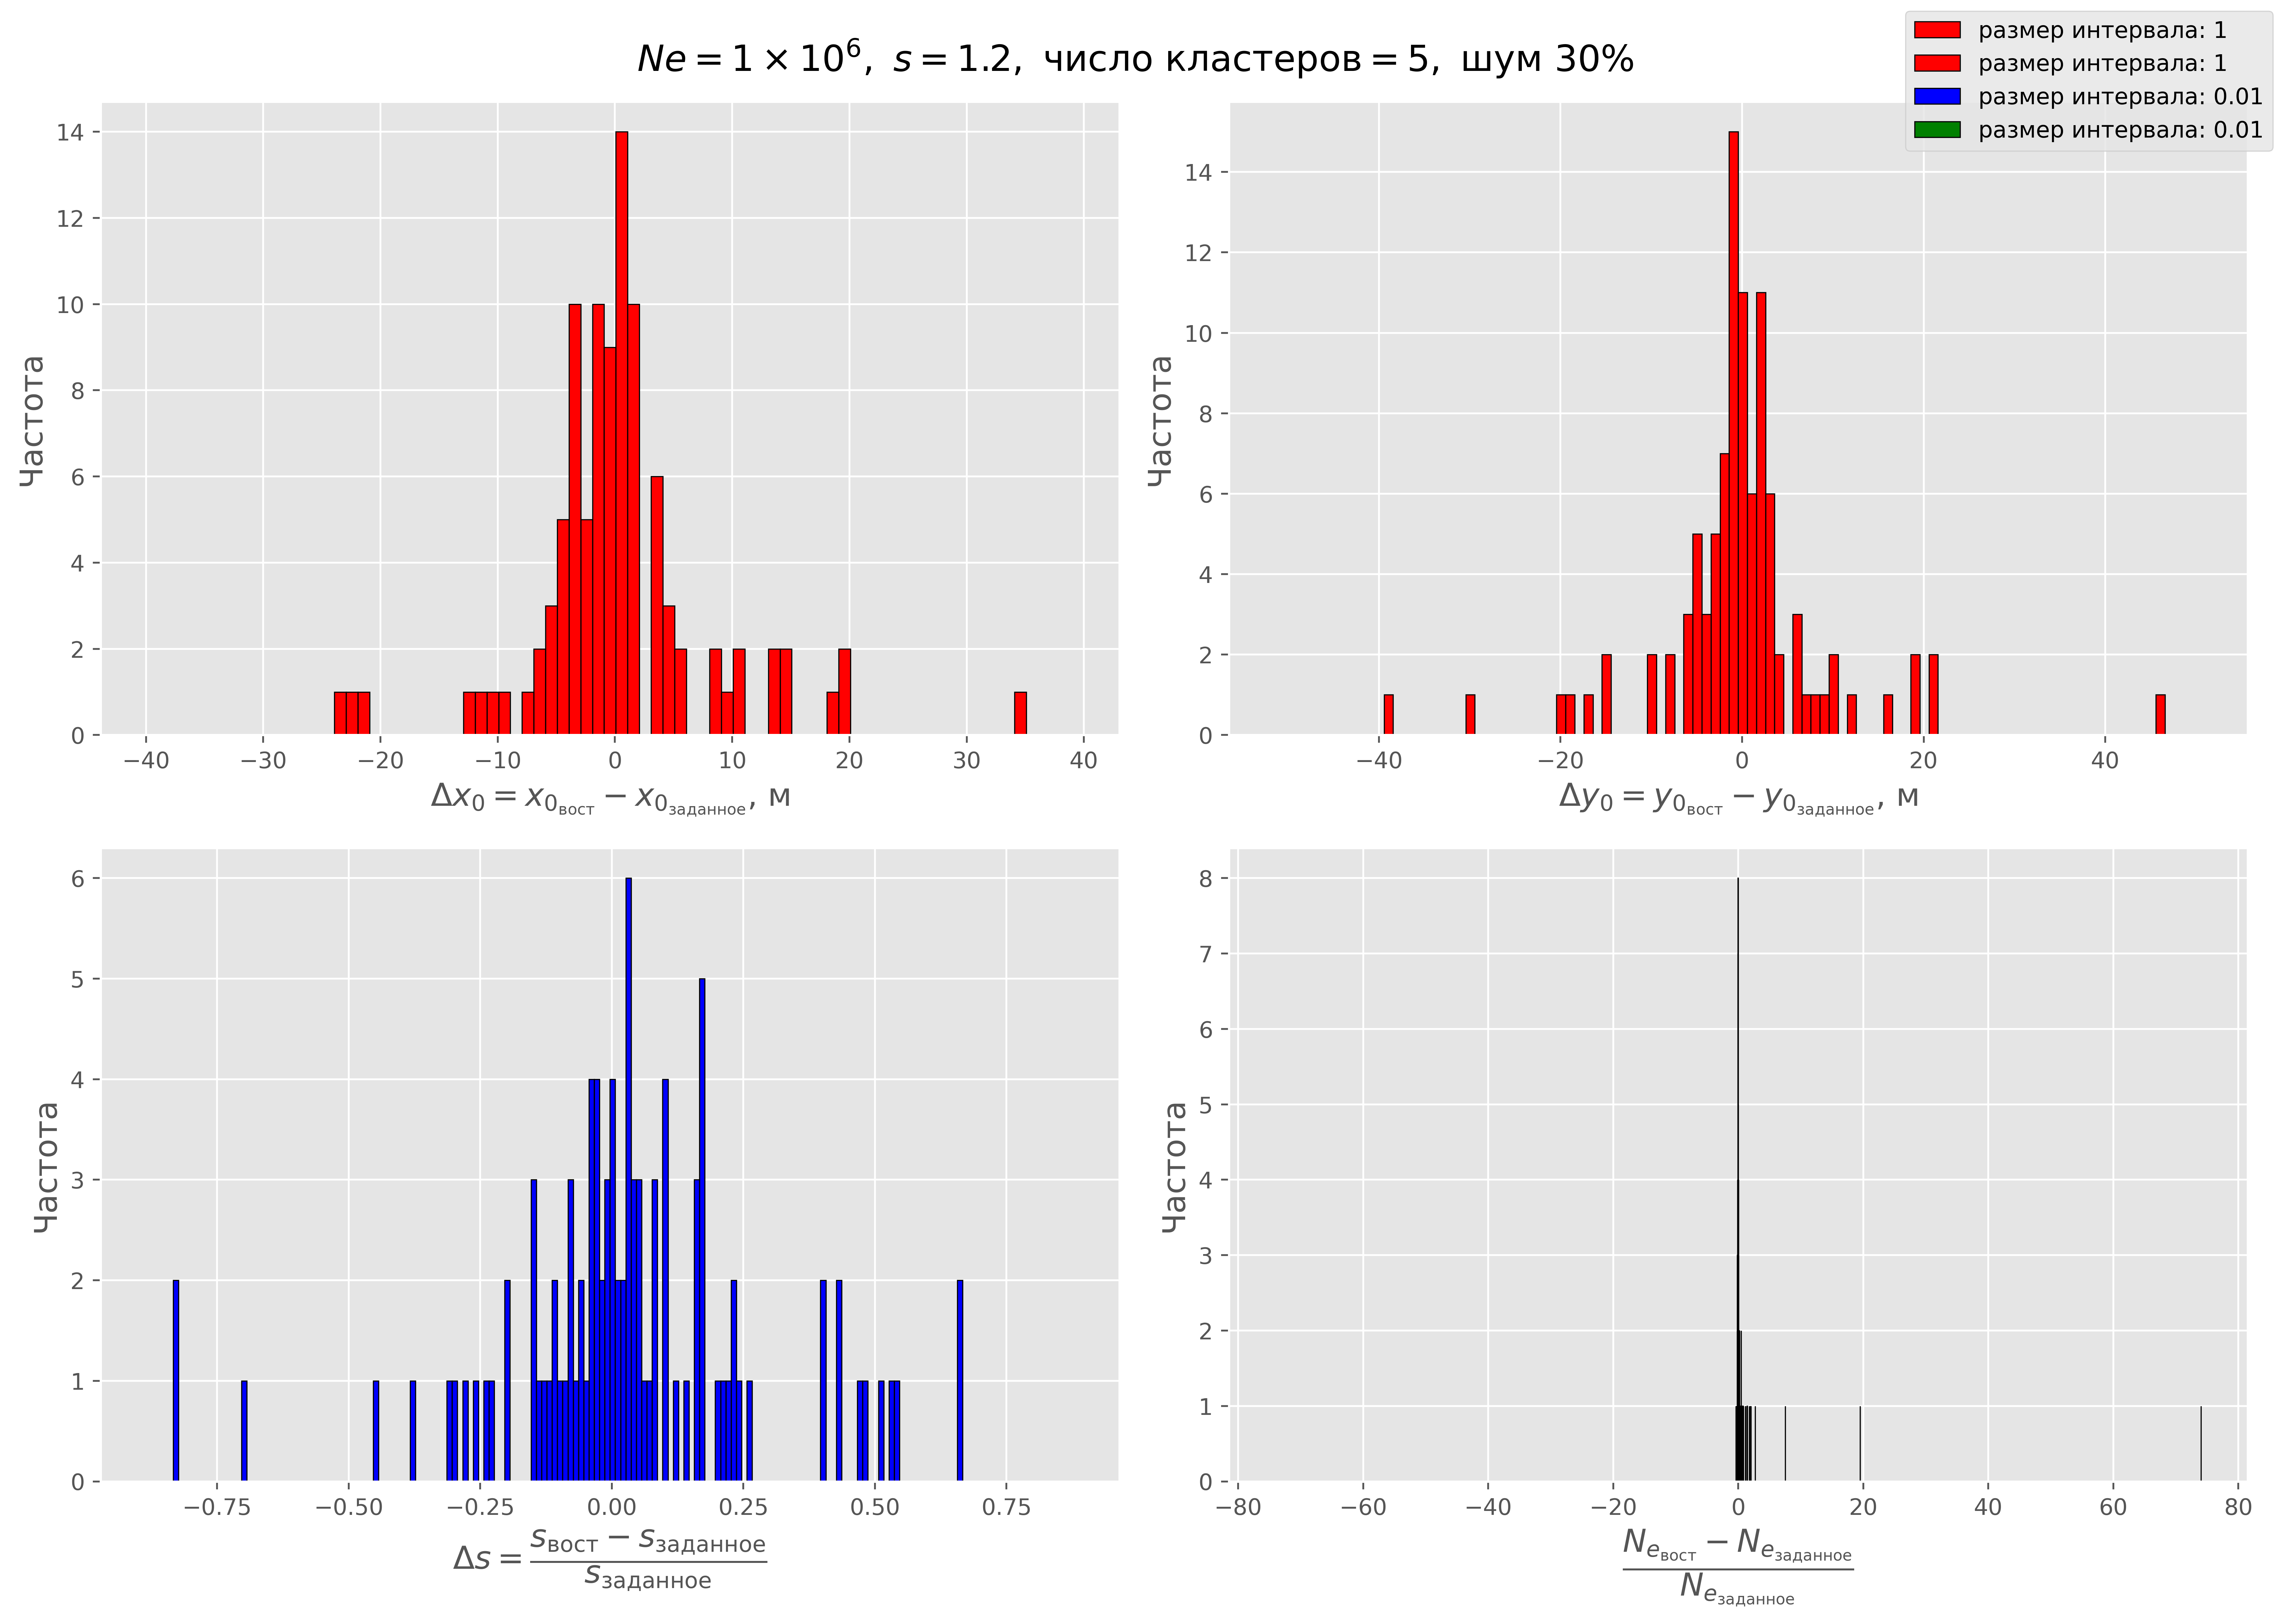 Ne = 1 × 10⁶, s = 1.2, число кластеров = 5, шум 30%
размер интервала: 1
размер интервала: 1
размер интервала: 0.01
размер интервала: 0.01
14
12
10
8
6
4
2
0
Частота
−40 −30 −20 −10 0 10 20 30 40
Δx₀ = x₀вост − x₀заданное, м
14
12
10
8
6
4
2
0
Частота
−40 −20 0 20 40
Δy₀ = y₀вост − y₀заданное, м
6
5
4
3
2
1
0
Частота
−0.75 −0.50 −0.25 0.00 0.25 0.50 0.75
sвост − sзаданное
Δs =
sзаданное
8
7
6
5
4
3
2
1
0
Частота
−80 −60 −40 −20 0 20 40 60 80
Nₑвост − Nₑзаданное
Nₑзаданное